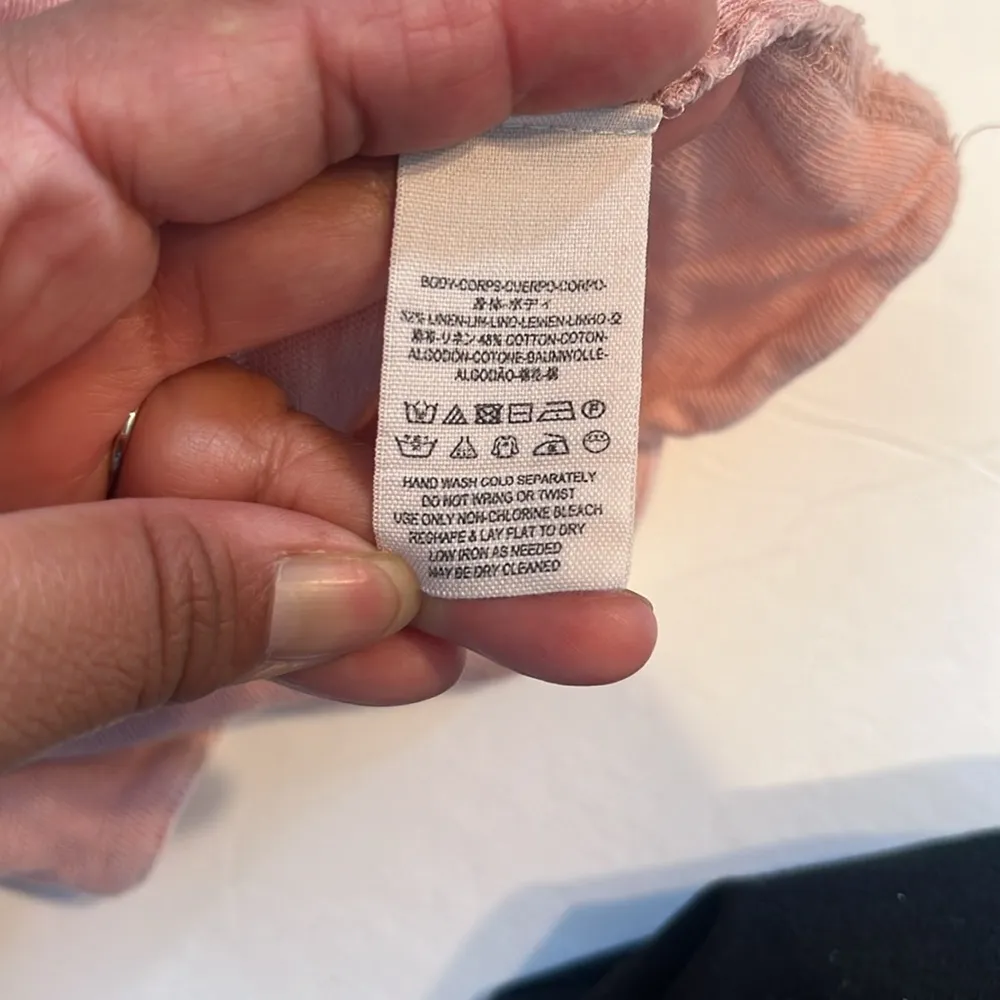 BODY-CORPS-CUERPO-CORPO-
身体-ボディ
52% LINEN-LIN-LINO-LEINEN-LINHO-亚
麻布-リネン 48% COTTON-COTON-
ALGODÓN-COTONE-BAUMWOLLE-
ALGODÃO-棉花-綿
P
HAND WASH COLD SEPARATELY
DO NOT WRING OR TWIST
USE ONLY NON-CHLORINE BLEACH
RESHAPE & LAY FLAT TO DRY
LOW IRON AS NEEDED
MAY BE DRY CLEANED